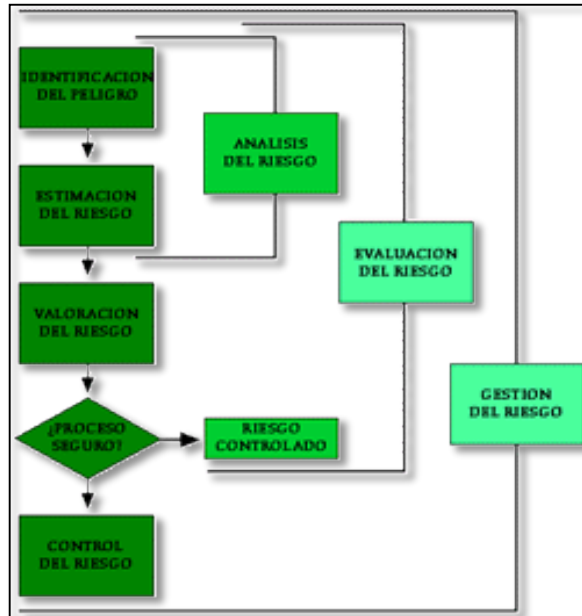 IDENTIFICACION
DEL PELIGRO
ANALISIS
DEL RIESGO
ESTIMACION
DEL RIESGO
EVALUACION
DEL RIESGO
VALORACION
DEL RIESGO
GESTION
DEL RIESGO
¿PROCESO
SEGURO?
RIESGO
CONTROLADO
CONTROL
DEL RIESGO